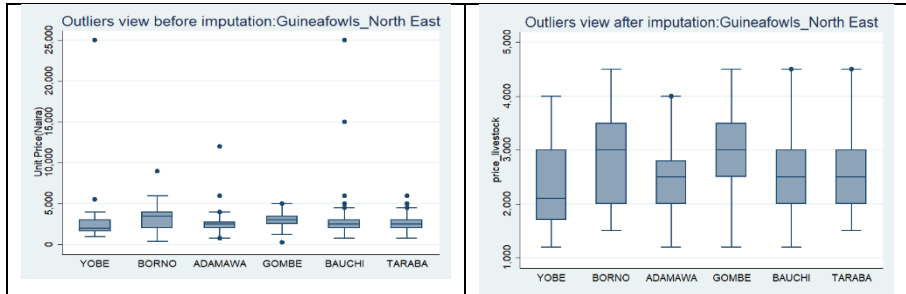 Outliers view before imputation:Guineafowls_North East
Unit Price(Naira)
25,000
20,000
15,000
10,000
5,000
0
YOBE BORNO ADAMAWA GOMBE BAUCHI TARABA
Outliers view after imputation:Guineafowls_North East
price_livestock
5,000
4,000
3,000
2,000
1,000
YOBE BORNO ADAMAWA GOMBE BAUCHI TARABA